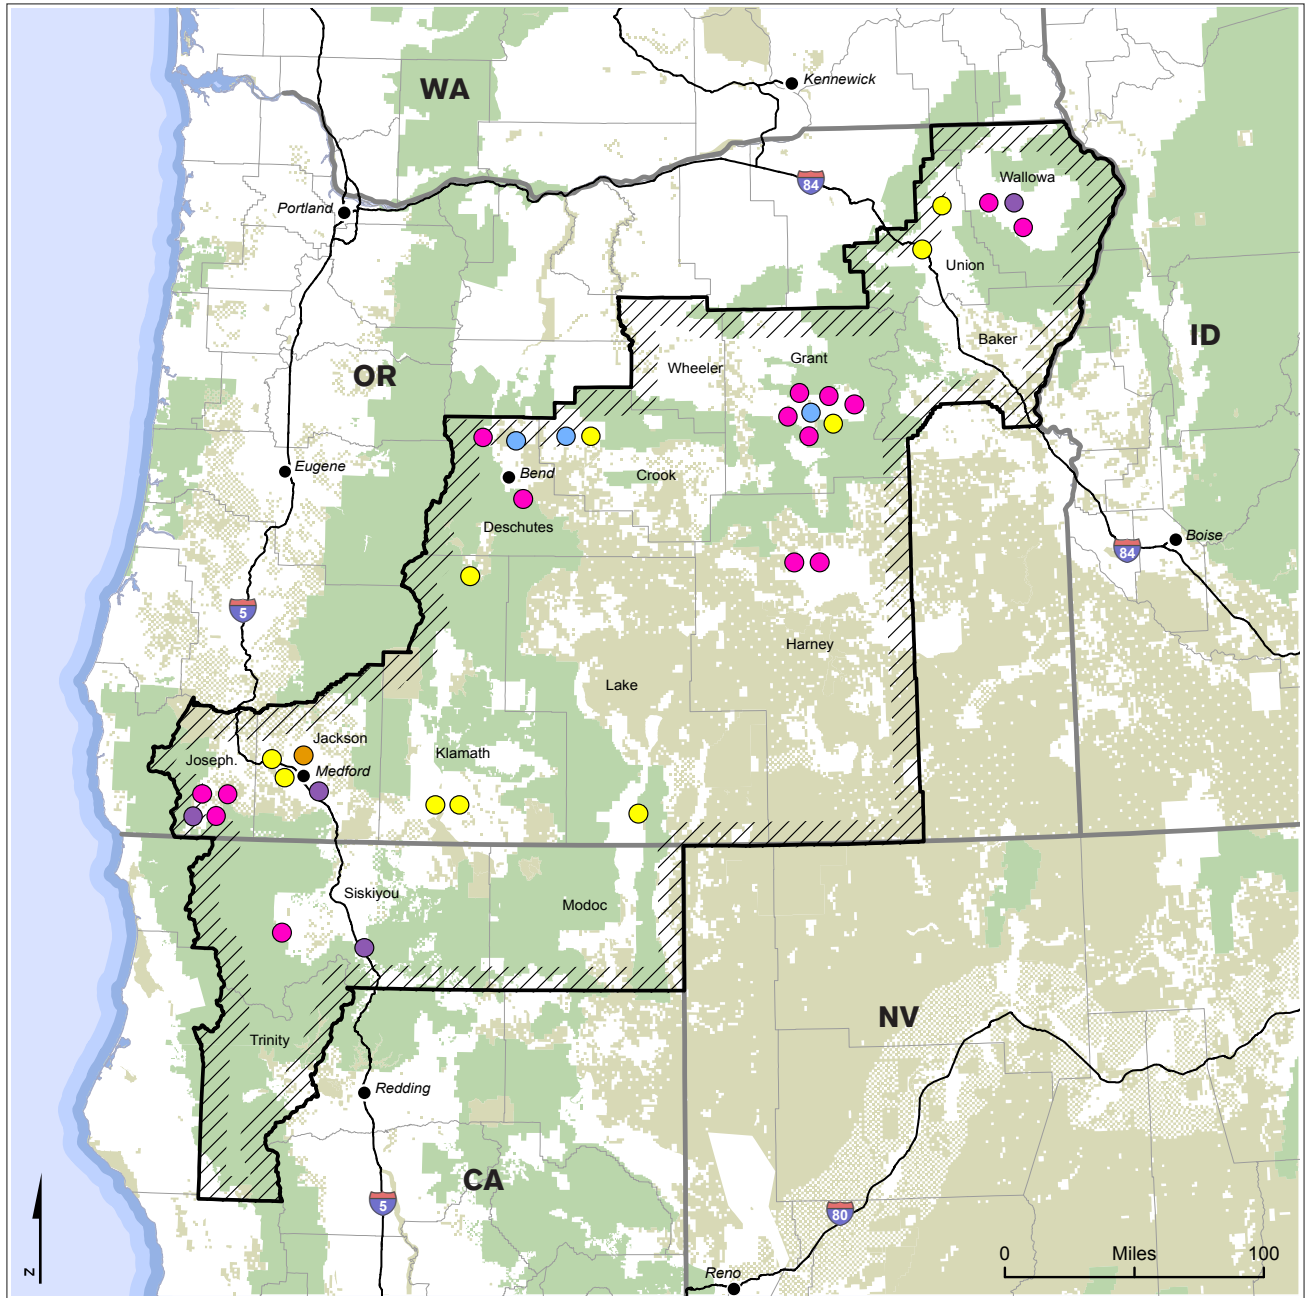 WA
Kennewick
84
Wallowa
Portland
Union
ID
Baker
Grant
Wheeler
OR
Eugene
Bend
Crook
Deschutes
Boise
84
5
Harney
Lake
Jackson
Klamath
Joseph.
Medford
Siskiyou
Modoc
NV
Trinity
Redding
CA
5
80
N
0 Miles 100
Reno